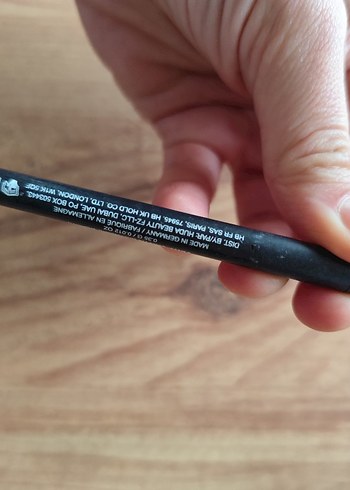 0.35 G / 0.012 OZ
MADE IN GERMANY / FABRIQUÉ EN ALLEMAGNE
DIST. BY/PAR: HUDA BEAUTY FZ-LLC, DUBAI UAE, PO BOX
HB FR SAS, PARIS, HB UK HOLD CO. LTD, LONDON, W1K